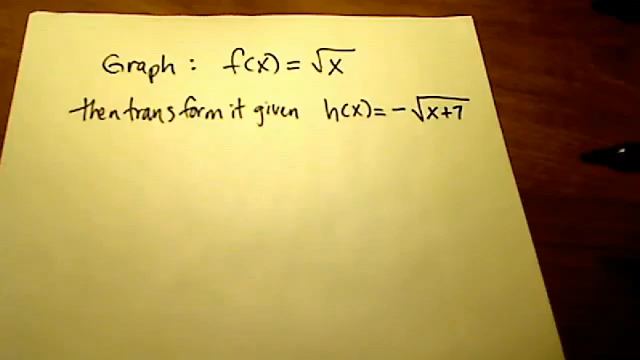 Graph: f(x) = √x
then transform it given h(x) = -√x+7